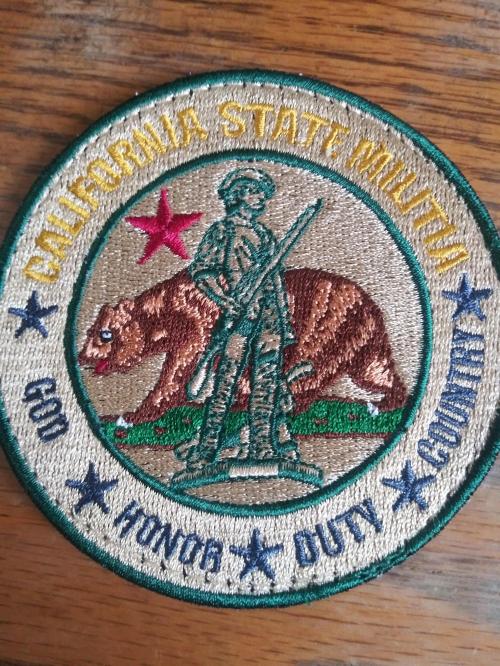 CALIFORNIA STATE MILITIA
GOD HONOR DUTY COUNTRY